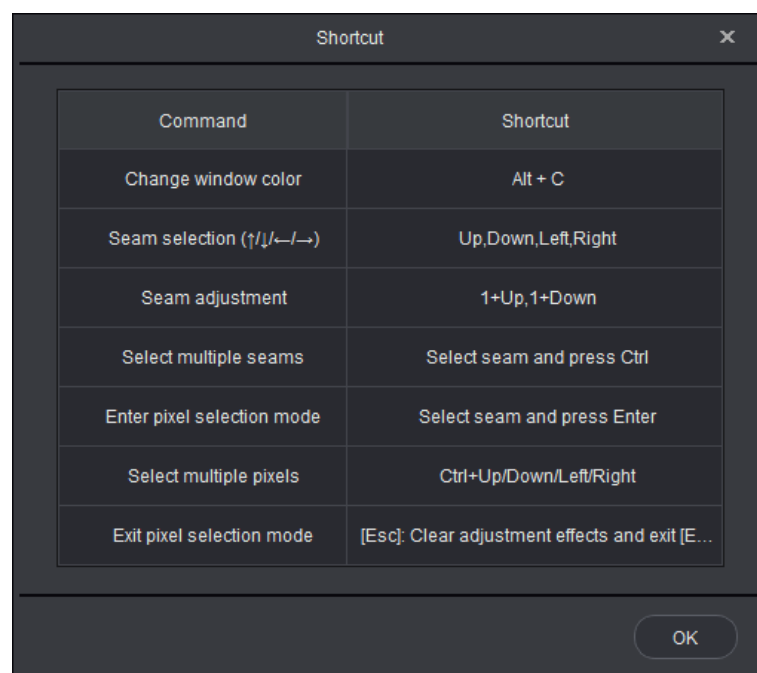 Shortcut
Command Shortcut
Change window color Alt + C
Seam selection (↑/↓/←/→) Up,Down,Left,Right
Seam adjustment 1+Up,1+Down
Select multiple seams Select seam and press Ctrl
Enter pixel selection mode Select seam and press Enter
Select multiple pixels Ctrl+Up/Down/Left/Right
Exit pixel selection mode [Esc]: Clear adjustment effects and exit [E...
OK